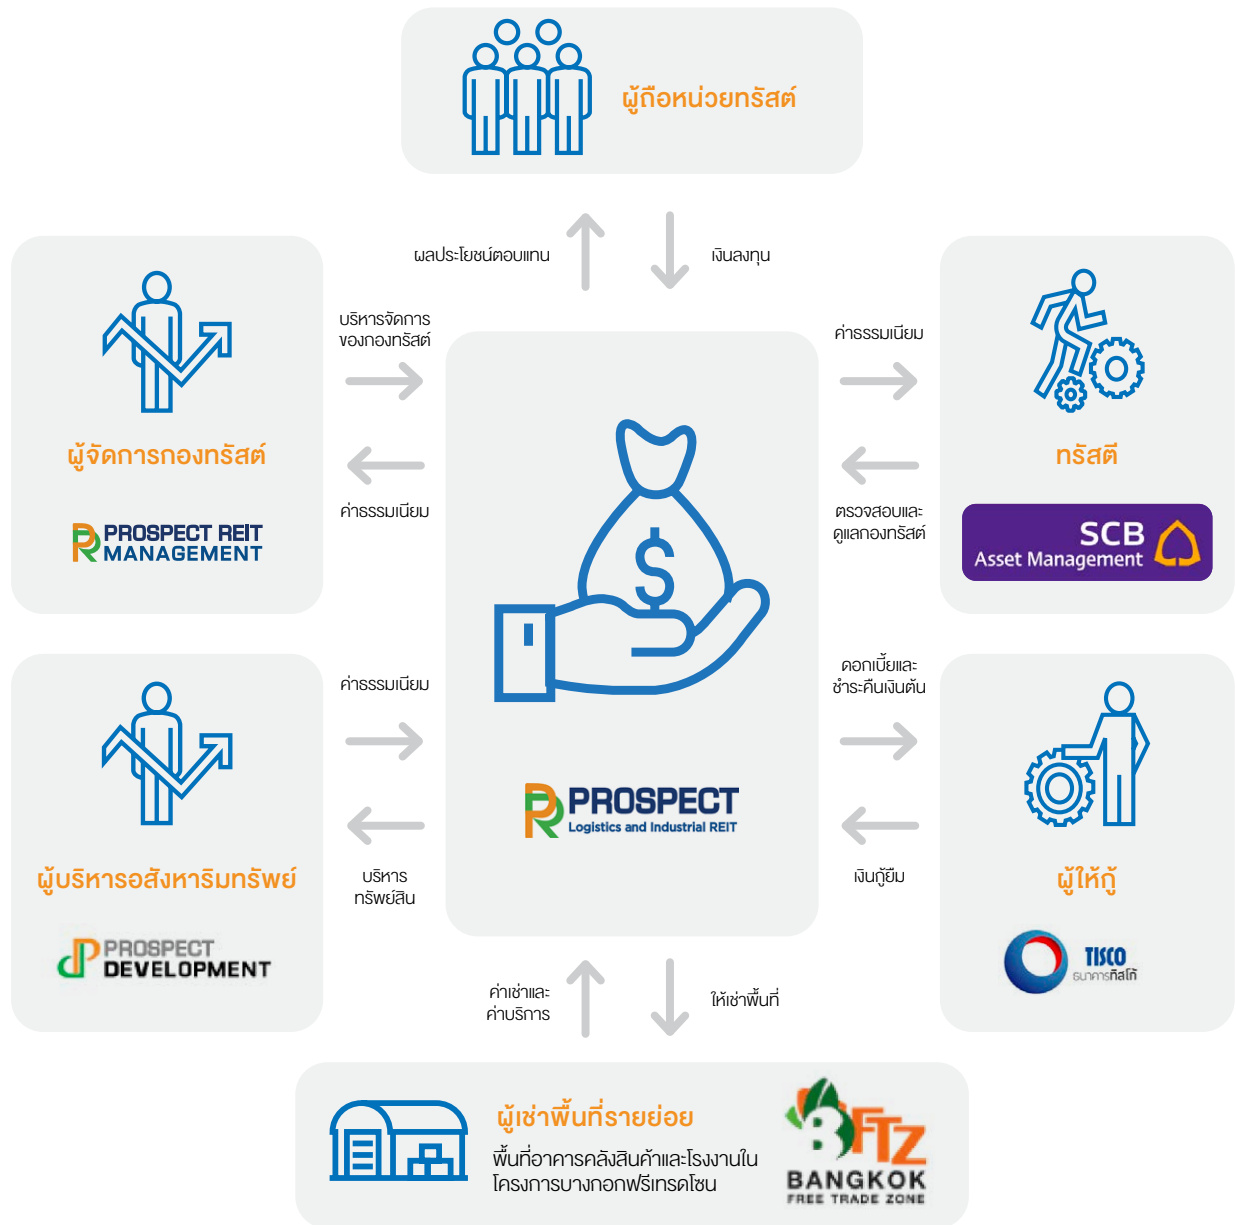 ผู้ถือหน่วยทรัสต์
ผลประโยชน์ตอบแทน
เงินลงทุน
บริหารจัดการ
ของกองทรัสต์
ค่าธรรมเนียม
ผู้จัดการกองทรัสต์
PROSPECT REIT
MANAGEMENT
ค่าธรรมเนียม
ทรัสตี
ตรวจสอบและ
ดูแลกองทรัสต์
SCB
Asset Management
$
ค่าธรรมเนียม
ดอกเบี้ยและ
ชำระคืนเงินต้น
PROSPECT
Logistics and Industrial REIT
ผู้บริหารอสังหาริมทรัพย์
PROSPECT
DEVELOPMENT
บริหาร
ทรัพย์สิน
เงินกู้ยืม
ผู้ให้กู้
TISCO
ธนาคารทิสโก้
ค่าเช่าและ
ค่าบริการ
ให้เช่าพื้นที่
ผู้เช่าพื้นที่รายย่อย
พื้นที่อาคารคลังสินค้าและโรงงานใน
โครงการบางกอกฟรีเทรดโซน
BFTZ
BANGKOK
FREE TRADE ZONE